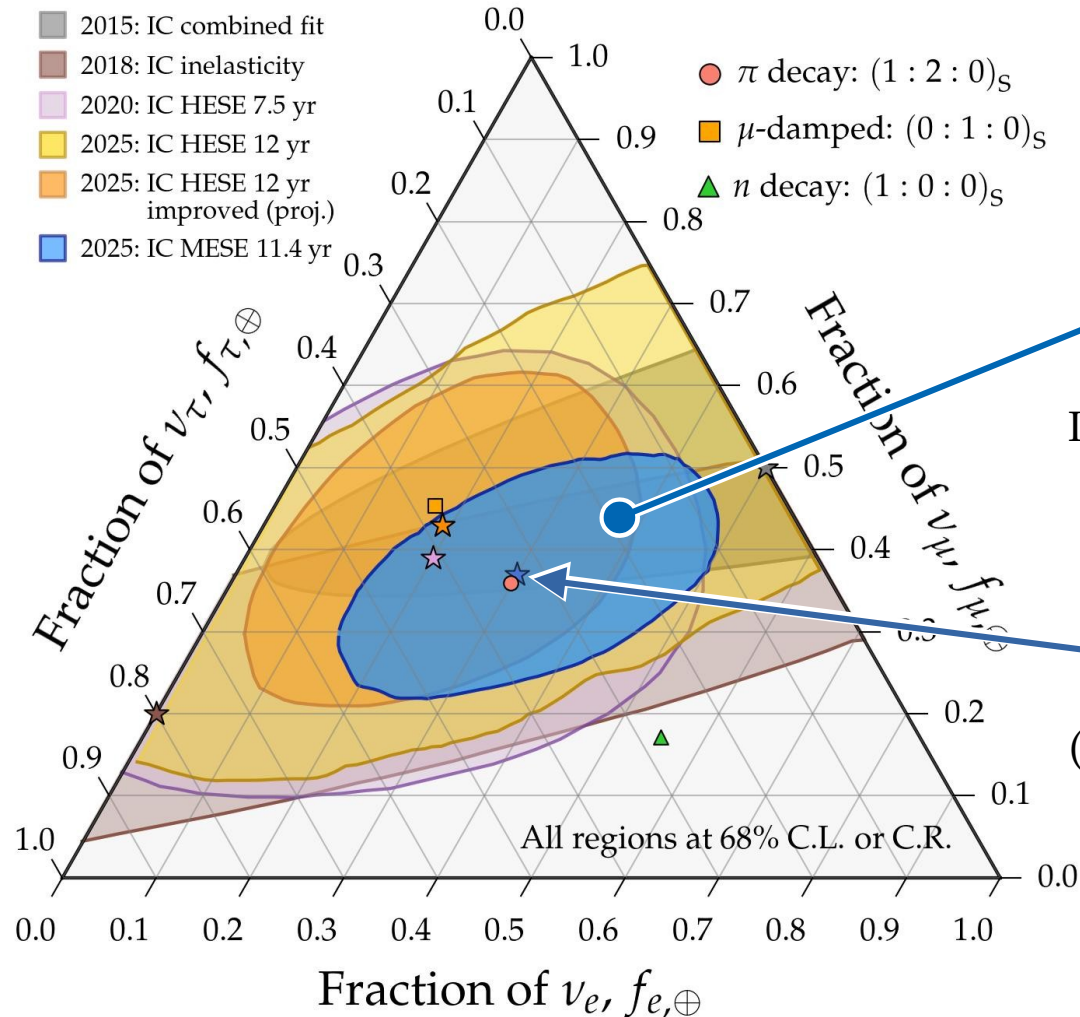 2015: IC combined fit
2018: IC inelasticity
2020: IC HESE 7.5 yr
2025: IC HESE 12 yr
2025: IC HESE 12 yr
improved (proj.)
2025: IC MESE 11.4 yr
π decay: (1 : 2 : 0)S
μ-damped: (0 : 1 : 0)S
n decay: (1 : 0 : 0)S
0.0
0.1
0.2
0.3
0.4
0.5
0.6
0.7
0.8
0.9
1.0
Fraction of ντ, fτ,⊕
1.0
0.9
0.8
0.7
0.6
0.5
0.4
0.3
0.2
0.1
0.0
Fraction of νμ, fμ,⊕
All regions at 68% C.L. or C.R.
0.0 0.1 0.2 0.3 0.4 0.5 0.6 0.7 0.8 0.9 1.0
Fraction of νe, fe,⊕